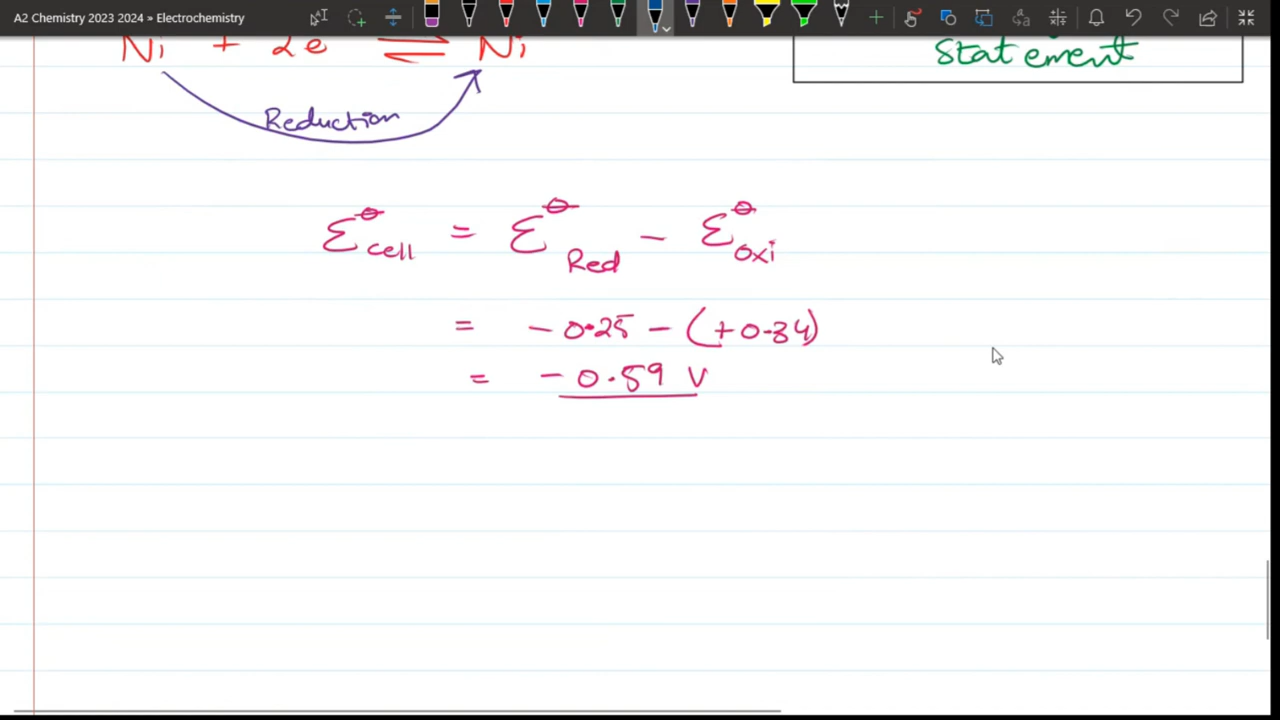 A2 Chemistry 2023 2024 » Electrochemistry
Ni + 2e ⇌ Ni
Statement
Reduction
Ɛ⦵cell = Ɛ⦵Red - Ɛ⦵oxi
= -0.25 - (+0.34)
= -0.59 V